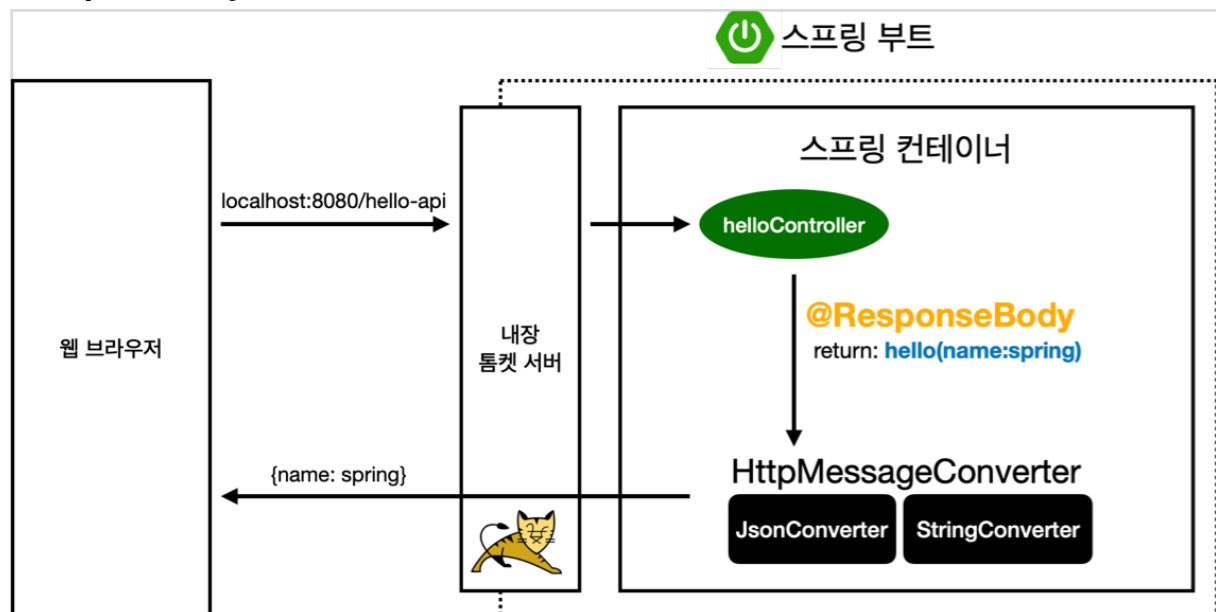 스프링 부트
스프링 컨테이너
localhost:8080/hello-api
helloController
@ResponseBody
return: hello(name:spring)
웹 브라우저
내장
톰켓 서버
{name: spring}
HttpMessageConverter
JsonConverter
StringConverter